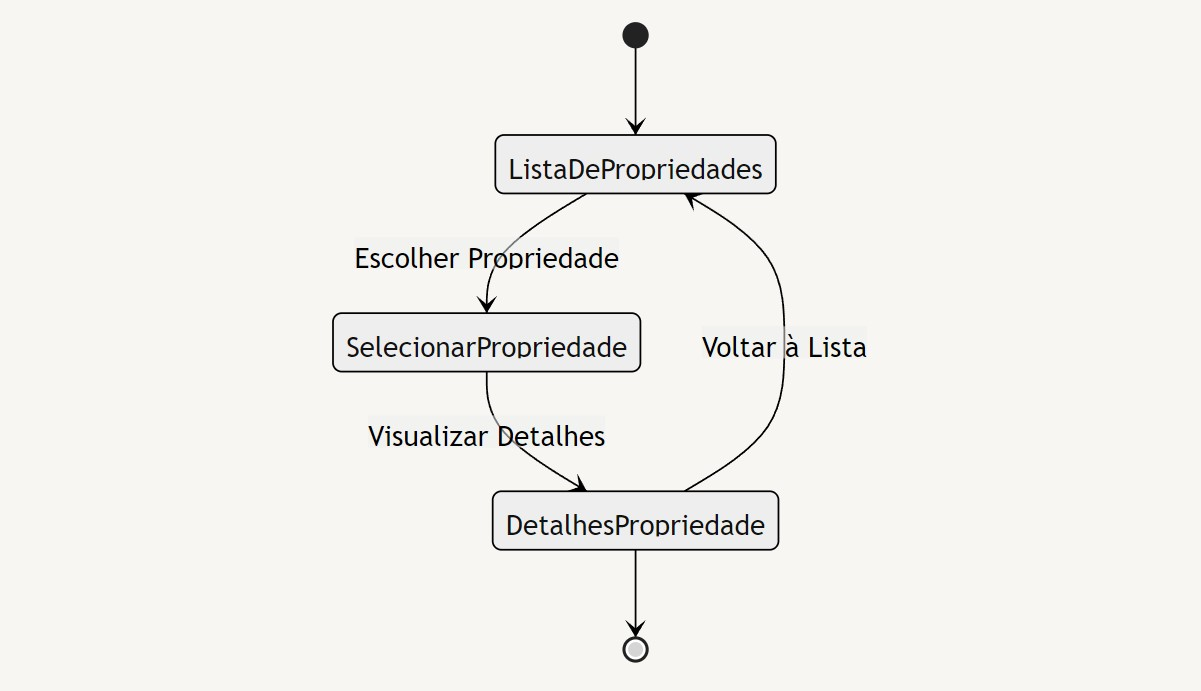 ListaDePropriedades
Escolher Propriedade
SelecionarPropriedade
Voltar à Lista
Visualizar Detalhes
DetalhesPropriedade